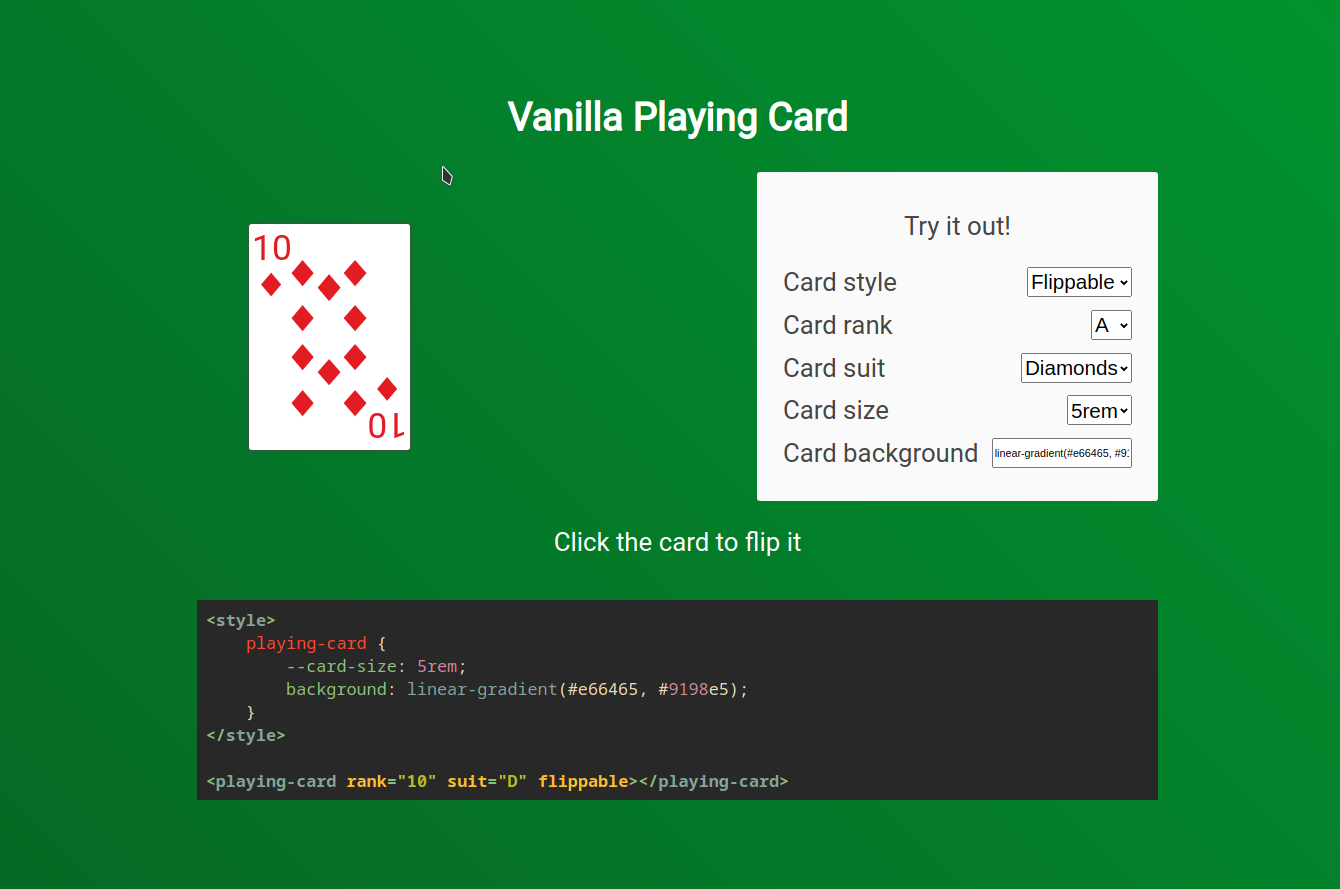 Vanilla Playing Card
10
10
Try it out!
Card style Flippable
Card rank A
Card suit Diamonds
Card size 5rem
Card background linear-gradient(#e66465, #9
Click the card to flip it
<style>
    playing-card {
        --card-size: 5rem;
        background: linear-gradient(#e66465, #9198e5);
    }
</style>
<playing-card rank="10" suit="D" flippable></playing-card>